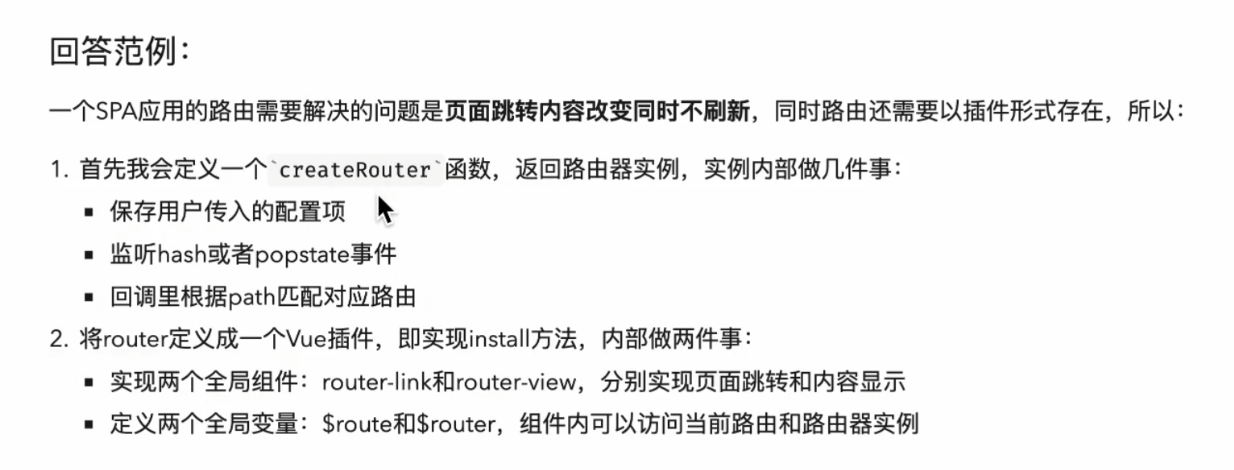 回答范例：
一个SPA应用的路由需要解决的问题是页面跳转内容改变同时不刷新，同时路由还需要以插件形式存在，所以：
1. 首先我会定义一个`createRouter`函数，返回路由器实例，实例内部做几件事：
▪ 保存用户传入的配置项
▪ 监听hash或者popstate事件
▪ 回调里根据path匹配对应路由
2. 将router定义成一个Vue插件，即实现install方法，内部做两件事：
▪ 实现两个全局组件：router-link和router-view，分别实现页面跳转和内容显示
▪ 定义两个全局变量：$route和$router，组件内可以访问当前路由和路由器实例